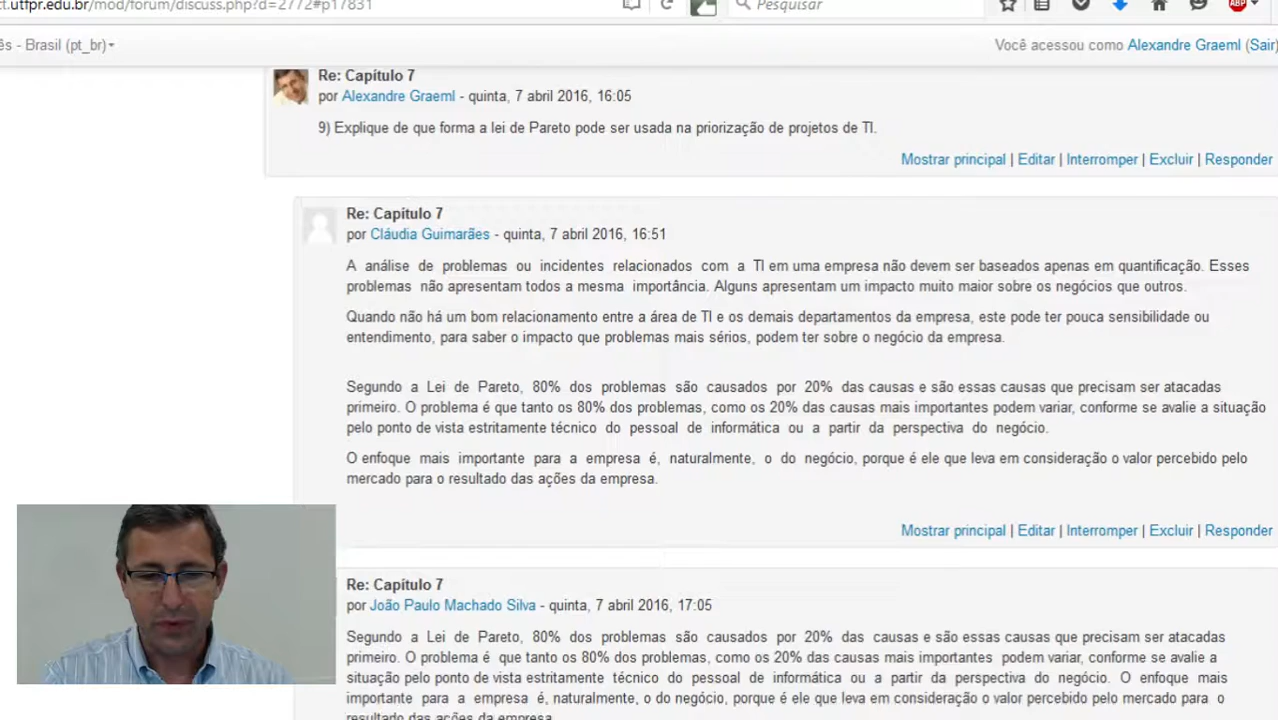 ct.utfpr.edu.br/mod/forum/discuss.php?d=2772#p17831
Pesquisar
ABP
ês - Brasil (pt_br)
Você acessou como Alexandre Graeml (Sair)
Re: Capítulo 7
por Alexandre Graeml - quinta, 7 abril 2016, 16:05
9) Explique de que forma a lei de Pareto pode ser usada na priorização de projetos de TI.
Mostrar principal | Editar | Interromper | Excluir | Responder
Re: Capítulo 7
por Cláudia Guimarães - quinta, 7 abril 2016, 16:51
A análise de problemas ou incidentes relacionados com a TI em uma empresa não devem ser baseados apenas em quantificação. Esses
problemas não apresentam todos a mesma importância. Alguns apresentam um impacto muito maior sobre os negócios que outros.
Quando não há um bom relacionamento entre a área de TI e os demais departamentos da empresa, este pode ter pouca sensibilidade ou
entendimento, para saber o impacto que problemas mais sérios, podem ter sobre o negócio da empresa.
Segundo a Lei de Pareto, 80% dos problemas são causados por 20% das causas e são essas causas que precisam ser atacadas
primeiro. O problema é que tanto os 80% dos problemas, como os 20% das causas mais importantes podem variar, conforme se avalie a situação
pelo ponto de vista estritamente técnico do pessoal de informática ou a partir da perspectiva do negócio.
O enfoque mais importante para a empresa é, naturalmente, o do negócio, porque é ele que leva em consideração o valor percebido pelo
mercado para o resultado das ações da empresa.
Mostrar principal | Editar | Interromper | Excluir | Responder
Re: Capítulo 7
por João Paulo Machado Silva - quinta, 7 abril 2016, 17:05
Segundo a Lei de Pareto, 80% dos problemas são causados por 20% das causas e são essas causas que precisam ser atacadas
primeiro. O problema é que tanto os 80% dos problemas, como os 20% das causas mais importantes podem variar, conforme se avalie a
situação pelo ponto de vista estritamente técnico do pessoal de informática ou a partir da perspectiva do negócio. O enfoque mais
importante para a empresa é, naturalmente, o do negócio, porque é ele que leva em consideração o valor percebido pelo mercado para o
resultado das ações da empresa.